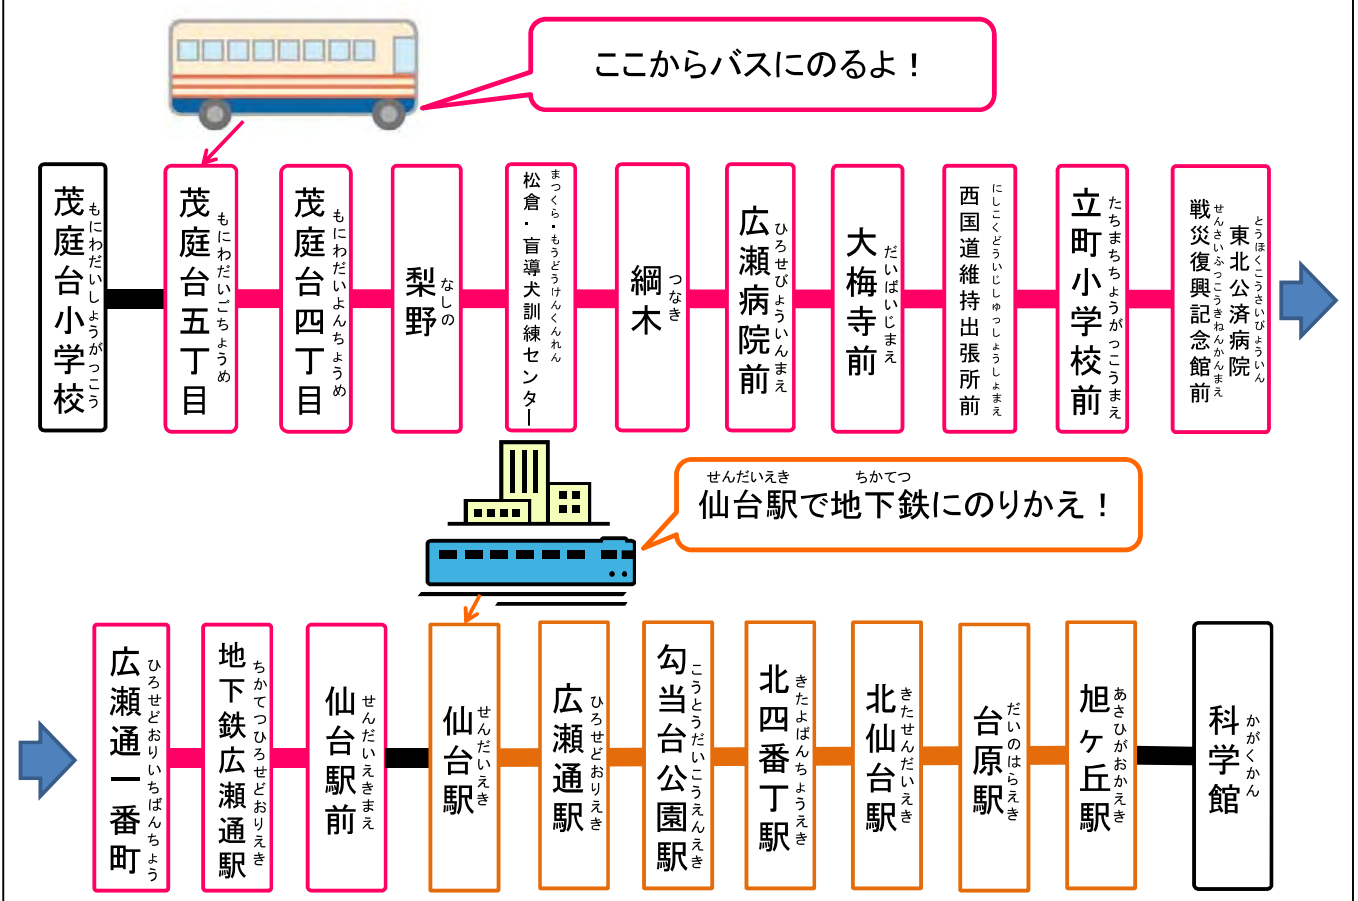 ここからバスにのるよ！
茂庭台小学校
もにわだいしょうがっこう
茂庭台五丁目
もにわだいごちょうめ
茂庭台四丁目
もにわだいよんちょうめ
梨野
なしの
松倉・盲導犬訓練センター
まつくら・もうどうけんくんれん
綱木
つなき
広瀬病院前
ひろせびょういんまえ
大梅寺前
だいばいじまえ
西国道維持出張所前
にしこくどういじしゅっしょうしょまえ
立町小学校前
たちまちちょうがっこうまえ
東北公済病院
とうほくこうさいびょういん
戦災復興記念館前
せんさいふっこうきねんかんまえ
せんだいえき ちかてつ
仙台駅で地下鉄にのりかえ！
広瀬通一番町
ひろせどおりいちばんちょう
地下鉄広瀬通駅
ちかてつひろせどおりえき
仙台駅前
せんだいえきまえ
仙台駅
せんだいえき
広瀬通駅
ひろせどおりえき
勾当台公園駅
こうとうだいこうえんえき
北四番丁駅
きたよばんちょうえき
北仙台駅
きたせんだいえき
台原駅
だいのはらえき
旭ケ丘駅
あさひがおかえき
科学館
かがくかん